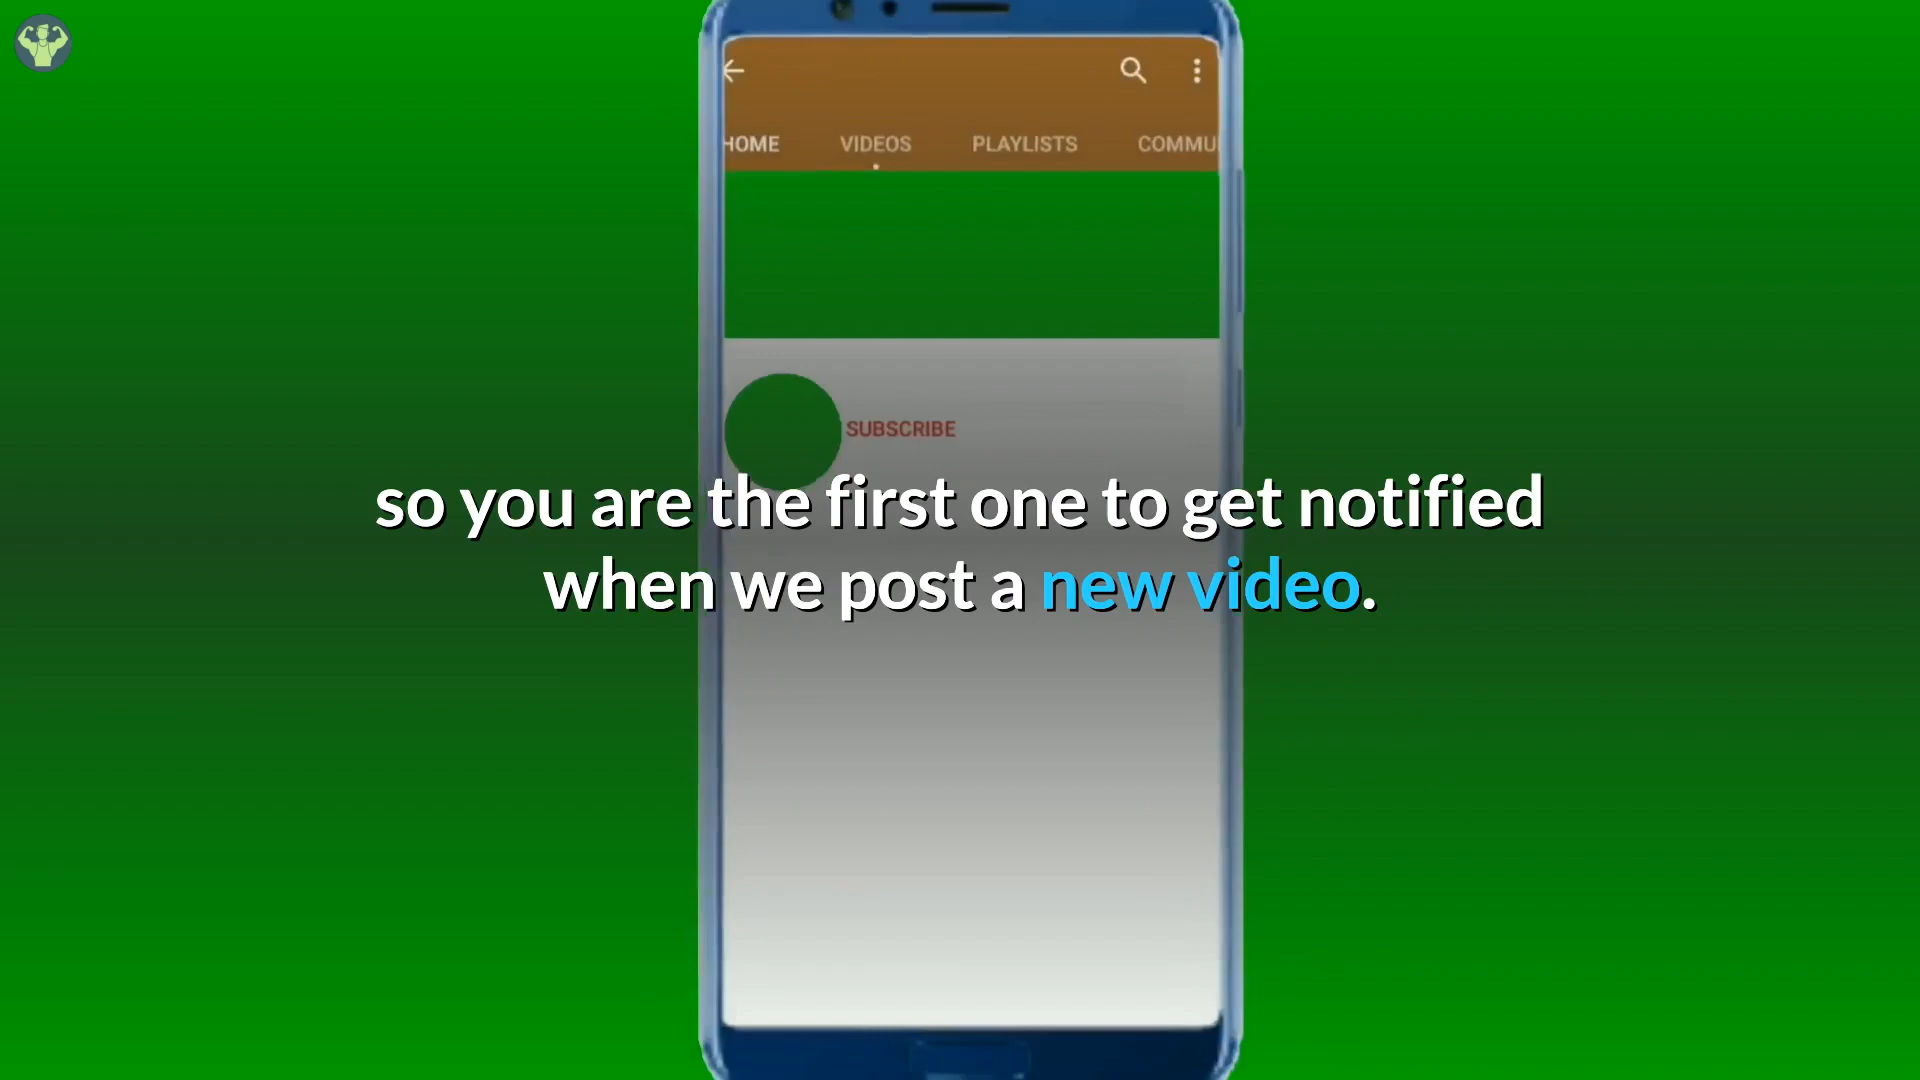 HOME VIDEOS PLAYLISTS COMMU
SUBSCRIBE
so you are the first one to get notified
when we post a new video.